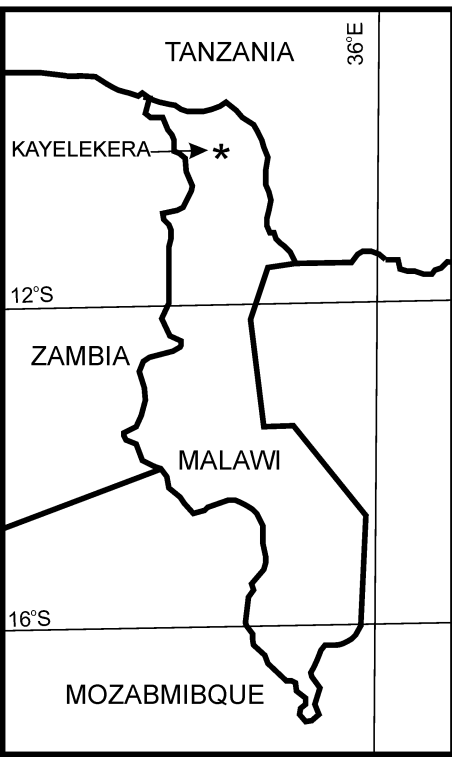 TANZANIA
36°E
KAYELEKERA
*
12°S
ZAMBIA
MALAWI
16°S
MOZABMIBQUE